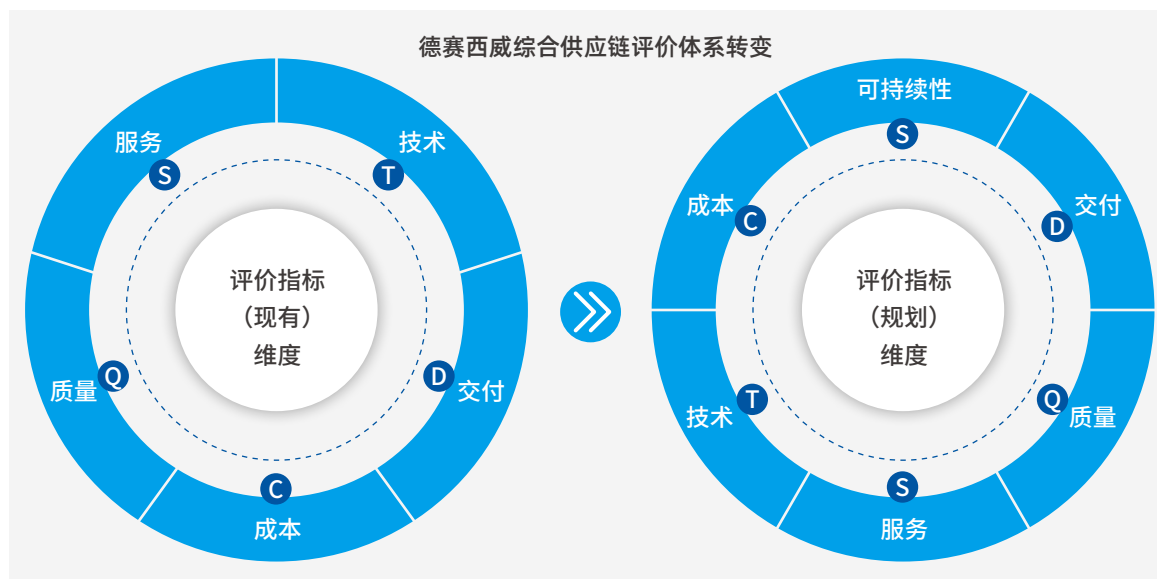 德赛西威综合供应链评价体系转变
服务
S
技术
T
质量
Q
交付
D
成本
C
评价指标
（现有）
维度
可持续性
S
成本
C
交付
D
技术
T
质量
Q
服务
S
评价指标
（规划）
维度